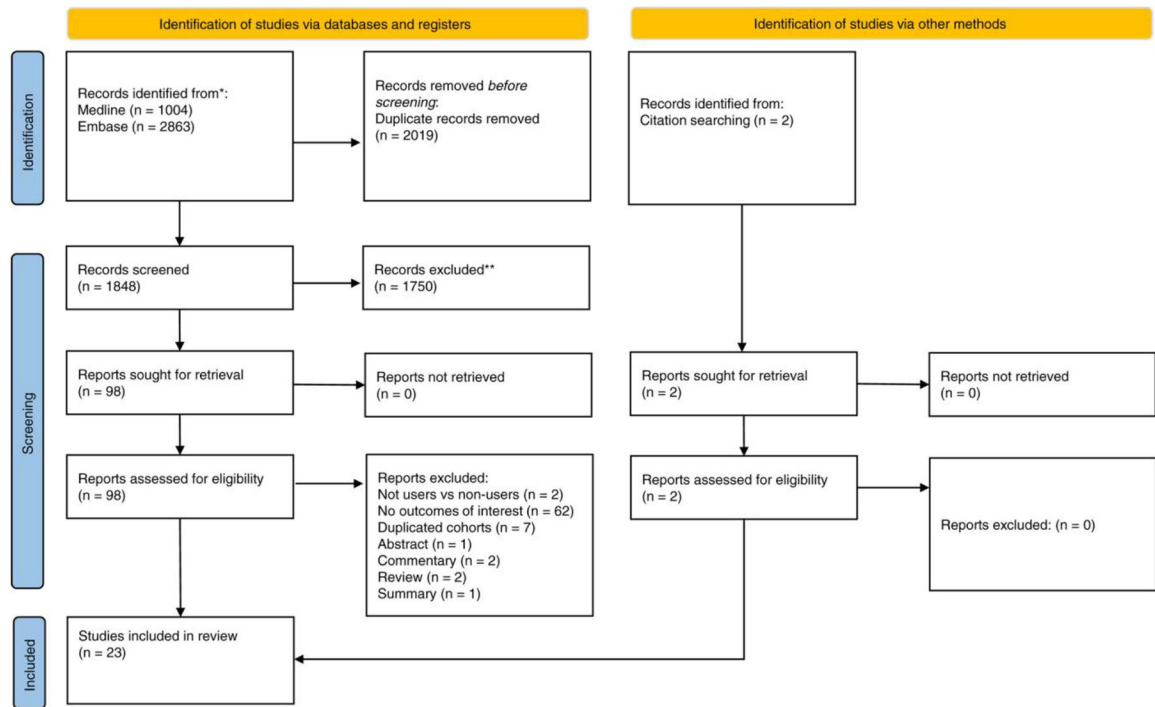 Identification of studies via databases and registers
Identification of studies via other methods
Identification
Records identified from*:
Medline (n = 1004)
Embase (n = 2863)
Records removed before
screening:
Duplicate records removed
(n = 2019)
Records identified from:
Citation searching (n = 2)
Screening
Records screened
(n = 1848)
Records excluded**
(n = 1750)
Reports sought for retrieval
(n = 98)
Reports not retrieved
(n = 0)
Reports sought for retrieval
(n = 2)
Reports not retrieved
(n = 0)
Reports assessed for eligibility
(n = 98)
Reports excluded:
Not users vs non-users (n = 2)
No outcomes of interest (n = 62)
Duplicated cohorts (n = 7)
Abstract (n = 1)
Commentary (n = 2)
Review (n = 2)
Summary (n = 1)
Reports assessed for eligibility
(n = 2)
Reports excluded: (n = 0)
Included
Studies included in review
(n = 23)